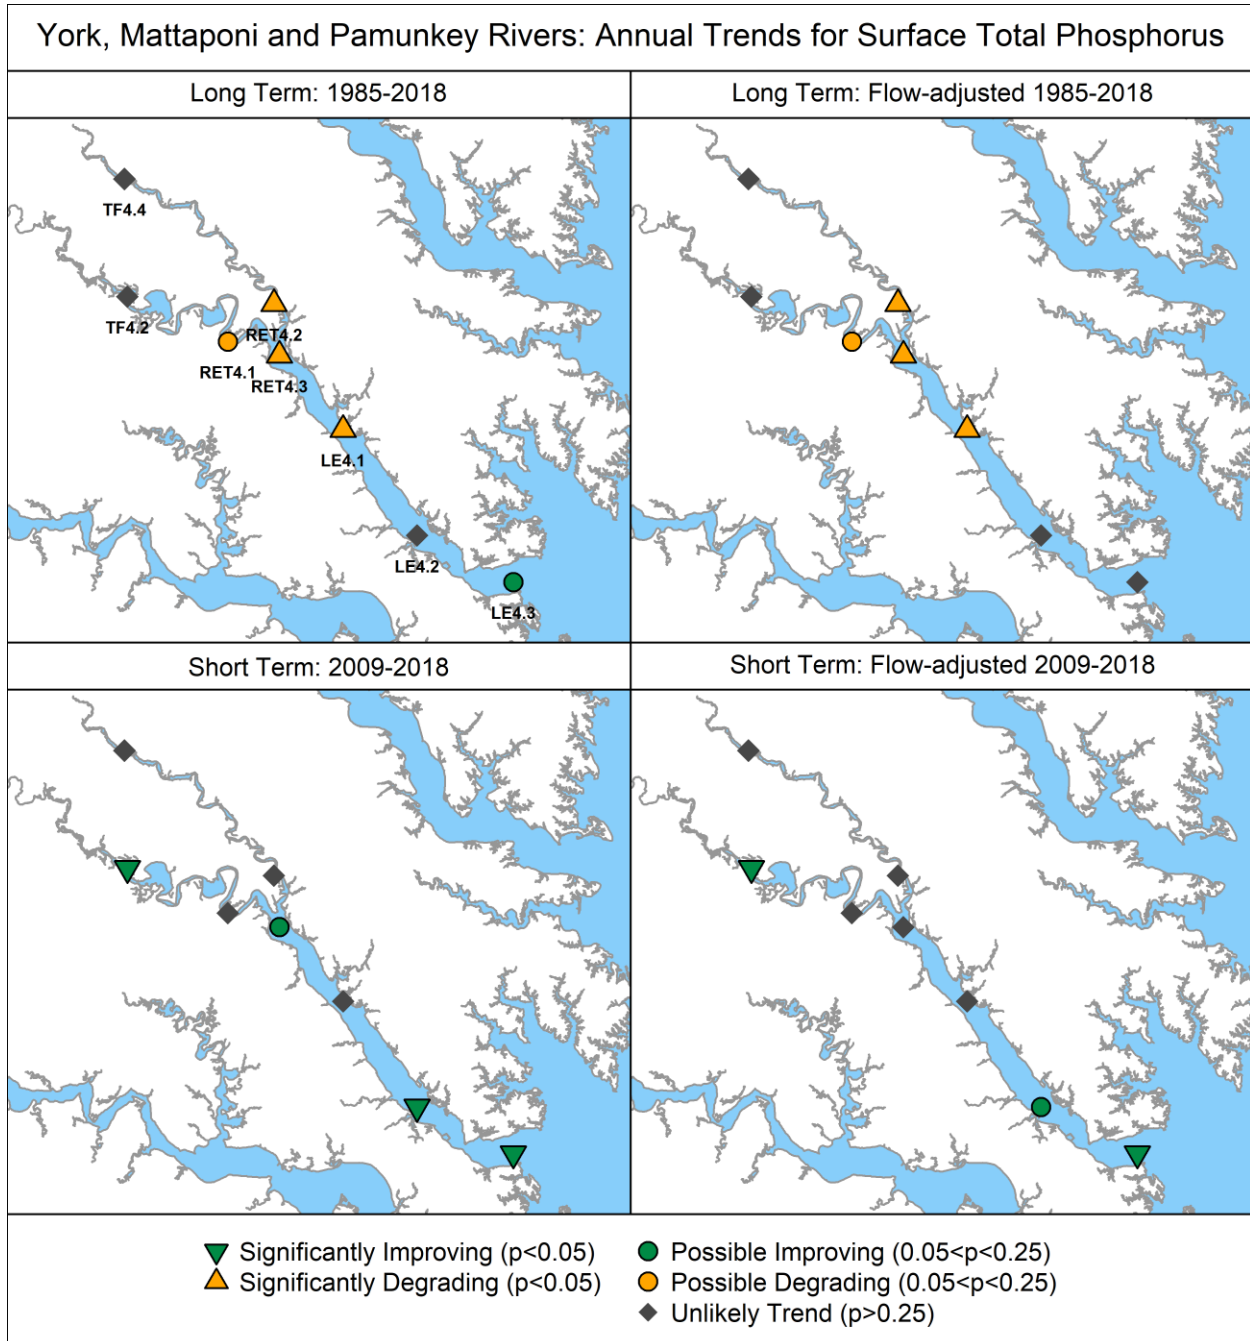 York, Mattaponi and Pamunkey Rivers: Annual Trends for Surface Total Phosphorus
Long Term: 1985-2018
Long Term: Flow-adjusted 1985-2018
TF4.4
TF4.2
RET4.2
RET4.1
RET4.3
LE4.1
LE4.2
LE4.3
Short Term: 2009-2018
Short Term: Flow-adjusted 2009-2018
Significantly Improving (p<0.05)
Possible Improving (0.05<p<0.25)
Significantly Degrading (p<0.05)
Possible Degrading (0.05<p<0.25)
Unlikely Trend (p>0.25)